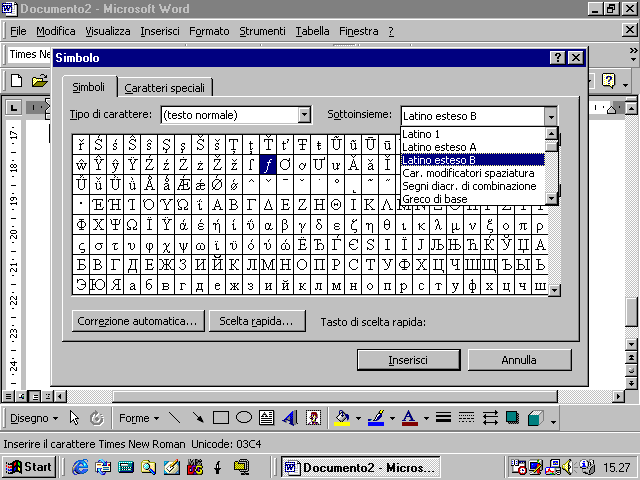 Documento2 - Microsoft Word
File Modifica Visualizza Inserisci Formato Strumenti Tabella Finestra ?
Times New
Simbolo
Simboli Caratteri speciali
Tipo di carattere: (testo normale) Sottoinsieme: Latino esteso B
Latino 1
Latino esteso A
Latino esteso B
Car. modificatori spaziatura
Segni diacr. di combinazione
Greco di base
ř Ś ś Ŝ ŝ Ş ş Š š Ţ ţ Ť ť Ŧ ŧ Ũ ũ Ū ū
ŵ Ŷ ŷ Ÿ Ź ź Ż ż Ž ž ſ ƒ Ơ ơ Ư ư Ǎ ǎ Ǐ
Ǚ ǚ Ǜ ǜ Ǻ ǻ Ǽ ǽ Ǿ ǿ
· Έ Ή Ί Ό Ύ Ώ ΐ Α Β Γ Δ Ε Ζ Η Θ Ι Κ Λ Μ Ν Ξ Ο Π Ρ Σ Τ Υ
Φ Χ Ψ Ω Ϊ Ϋ ά έ ή ί ΰ α β γ δ ε ζ η θ ι κ λ μ ν ξ ο π ρ
ς σ τ υ φ χ ψ ω ϊ ϋ ό ύ ώ Ё Ђ Ѓ Є Ѕ І Ї Ј Љ Њ Ћ Ќ Ў Џ А
Б В Г Д Е Ж З И Й К Л М Н О П Р С Т У Ф Х Ц Ч Ш Щ Ъ Ы Ь
Э Ю Я а б в г д е ж з и й к л м н о п р с т у ф х ц ч ш
Correzione automatica... Scelta rapida... Tasto di scelta rapida:
Inserisci Annulla
Disegno Forme
Inserire il carattere Times New Roman Unicode: 03C4
Start Documento2 - Micros... 15.27